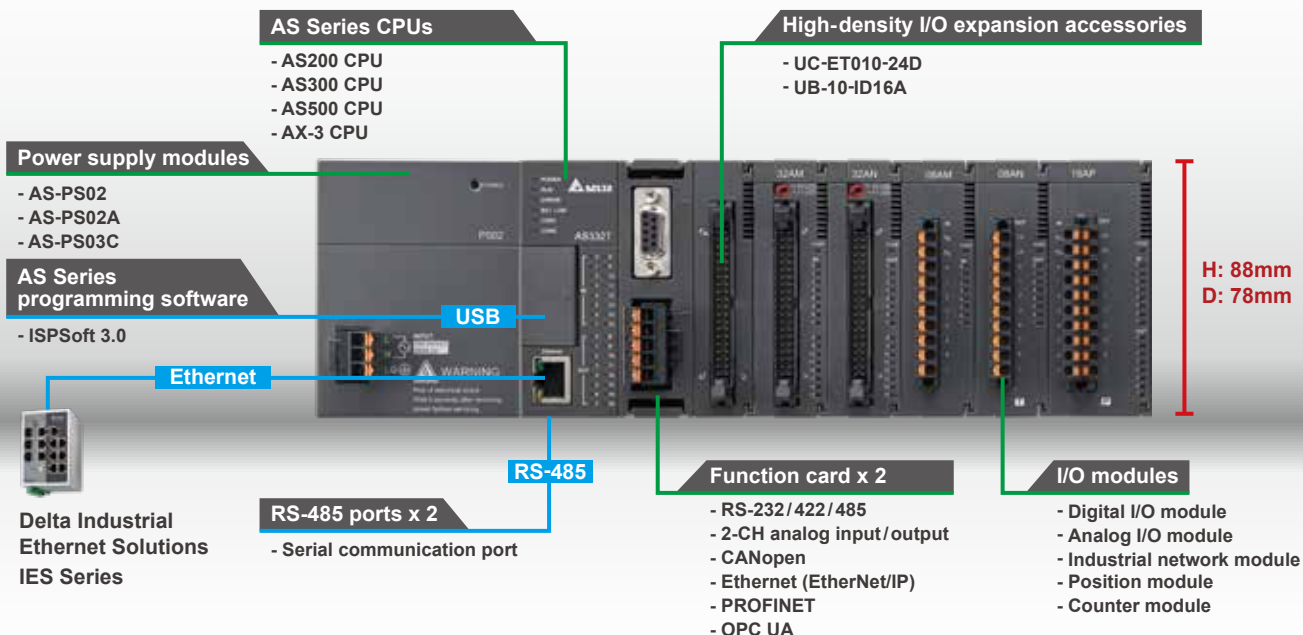 AS Series CPUs
- AS200 CPU
- AS300 CPU
- AS500 CPU
- AX-3 CPU
High-density I/O expansion accessories
- UC-ET010-24D
- UB-10-ID16A
Power supply modules
- AS-PS02
- AS-PS02A
- AS-PS03C
AS Series
programming software
- ISPSoft 3.0
USB
Ethernet
PS02
AS332T
32AM
32AN
08AM
08AN
16AP
WARNING
H: 88mm
D: 78mm
Delta Industrial
Ethernet Solutions
IES Series
RS-485
RS-485 ports x 2
- Serial communication port
Function card x 2
- RS-232/422/485
- 2-CH analog input/output
- CANopen
- Ethernet (EtherNet/IP)
- PROFINET
- OPC UA
I/O modules
- Digital I/O module
- Analog I/O module
- Industrial network module
- Position module
- Counter module